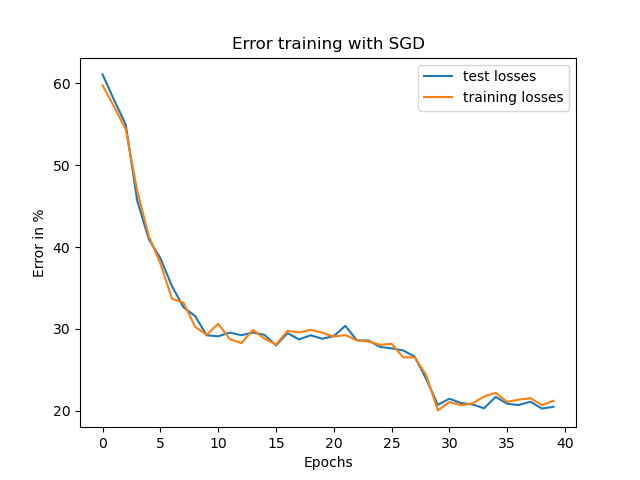 Error training with SGD
test losses
training losses
60
50
40
30
20
Error in %
0 5 10 15 20 25 30 35 40
Epochs